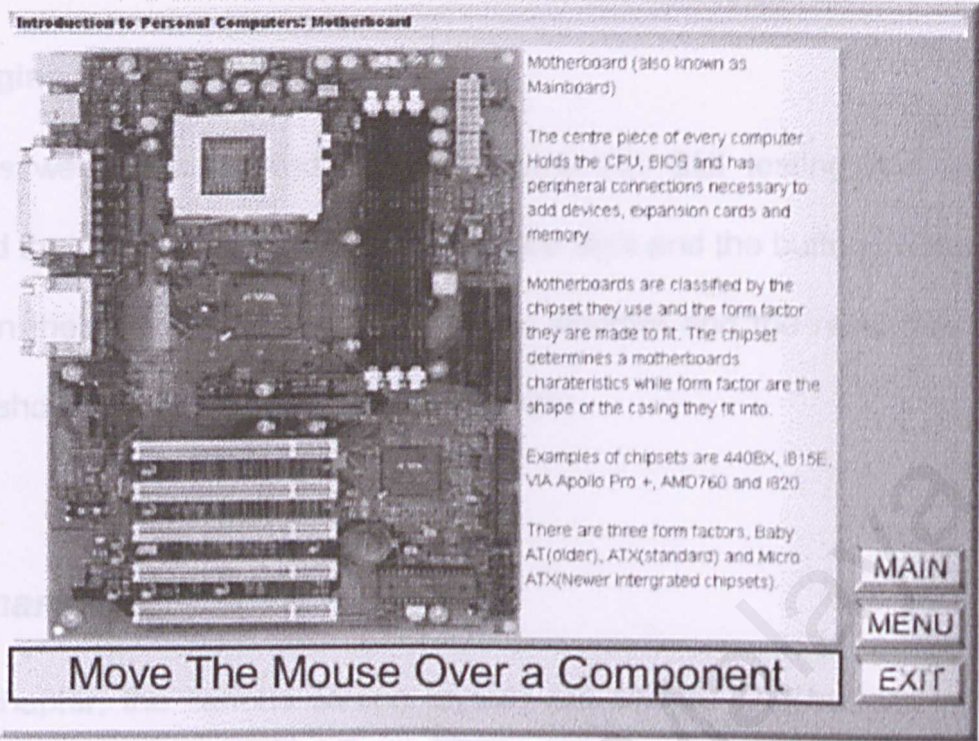 Introduction to Personal Computers: Motherboard
Motherboard (also known as
Mainboard)
The centre piece of every computer.
Holds the CPU, BIOS and has
peripheral connections necessary to
add devices, expansion cards and
memory.
Motherboards are classified by the
chipset they use and the form factor
they are made to fit. The chipset
determines a motherboards
charateristics while form factor are the
shape of the casing they fit into.
Examples of chipsets are 440BX, i815E,
VIA Apollo Pro +, AMD760 and i820.
There are three form factors, Baby
AT(older), ATX(standard) and Micro
ATX(Newer Intergrated chipsets).
MAIN
MENU
EXIT
Move The Mouse Over a Component